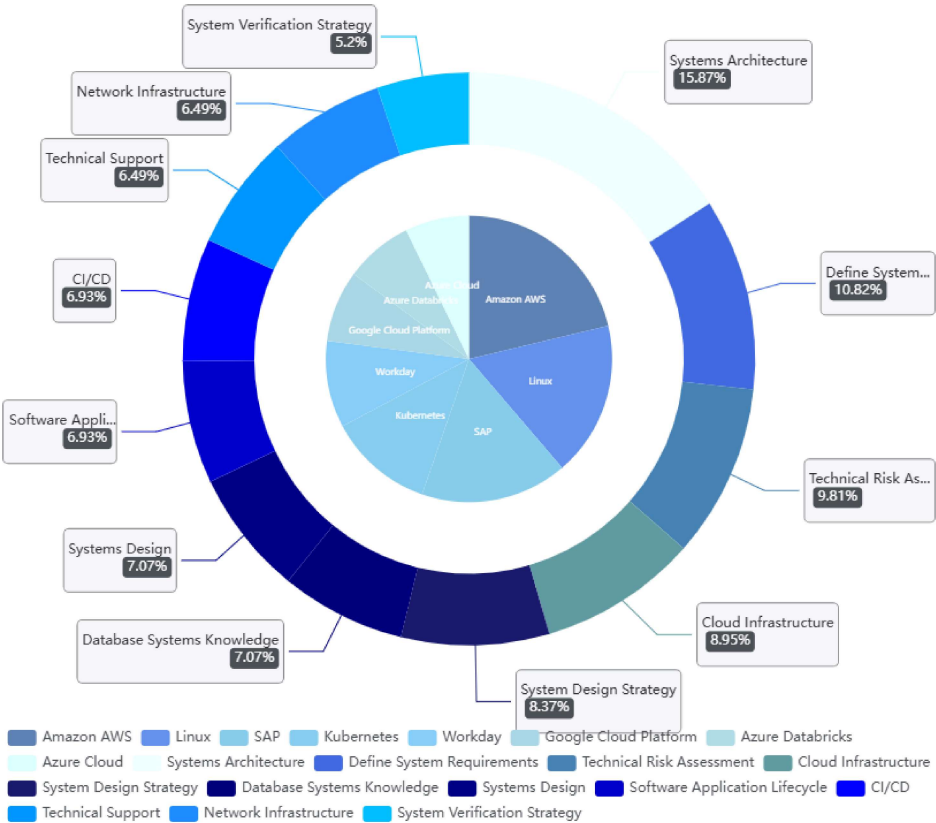 System Verification Strategy
5.2%
Systems Architecture
15.87%
Network Infrastructure
6.49%
Technical Support
6.49%
CI/CD
6.93%
Define System...
10.82%
Azure Cloud
Azure Databricks
Amazon AWS
Google Cloud Platform
Workday
Linux
Kubernetes
SAP
Software Appli...
6.93%
Technical Risk As...
9.81%
Systems Design
7.07%
Database Systems Knowledge
7.07%
Cloud Infrastructure
8.95%
System Design Strategy
8.37%
Amazon AWS Linux SAP Kubernetes Workday Google Cloud Platform Azure Databricks
Azure Cloud Systems Architecture Define System Requirements Technical Risk Assessment Cloud Infrastructure
System Design Strategy Database Systems Knowledge Systems Design Software Application Lifecycle CI/CD
Technical Support Network Infrastructure System Verification Strategy